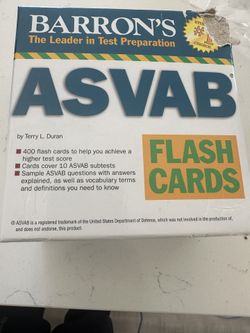 BARRON'S
The Leader in Test Preparation
ASVAB
by Terry L. Duran
• 400 flash cards to help you achieve a
higher test score
• Cards cover 10 ASVAB subtests
• Sample ASVAB questions with answers
explained, as well as vocabulary terms
and definitions you need to know
FLASH
CARDS
® ASVAB is a registered trademark of the United States Department of Defense, which was not involved in the production of,
and does not endorse, this product.